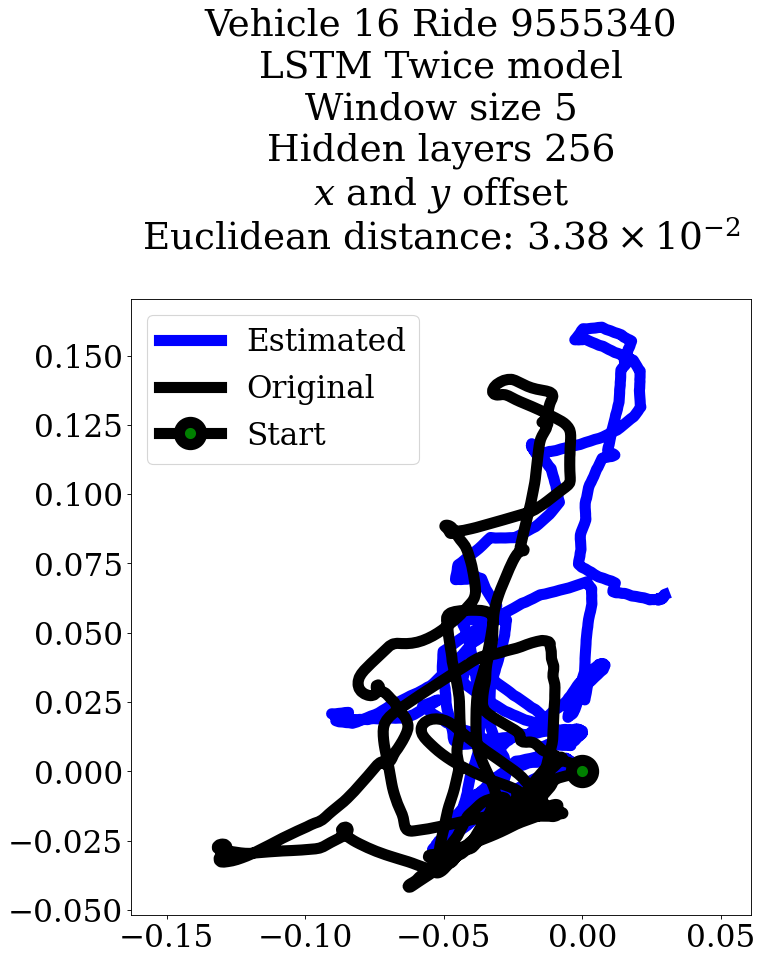 Vehicle 16 Ride 9555340
LSTM Twice model
Window size 5
Hidden layers 256
x and y offset
Euclidean distance: 3.38 × 10⁻²
Estimated
Original
Start
0.150
0.125
0.100
0.075
0.050
0.025
0.000
−0.025
−0.050
−0.15 −0.10 −0.05 0.00 0.05